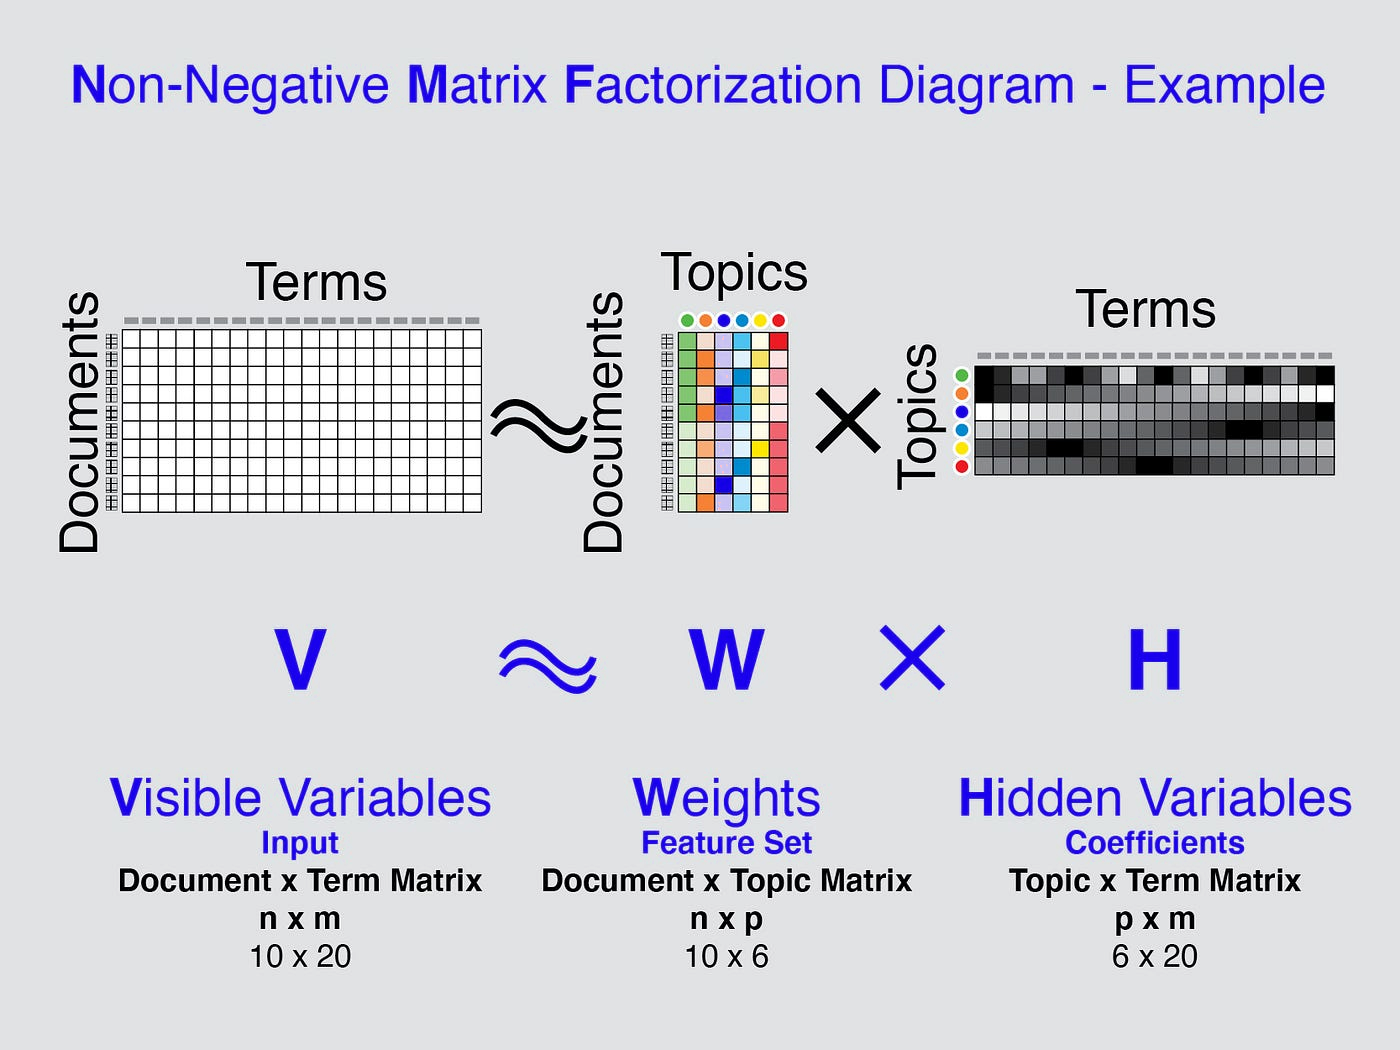 Non-Negative Matrix Factorization Diagram - Example
Terms
Documents
≈
Topics
Documents
×
Terms
Topics
V ≈ W × H
Visible Variables
Input
Document x Term Matrix
n x m
10 x 20
Weights
Feature Set
Document x Topic Matrix
n x p
10 x 6
Hidden Variables
Coefficients
Topic x Term Matrix
p x m
6 x 20